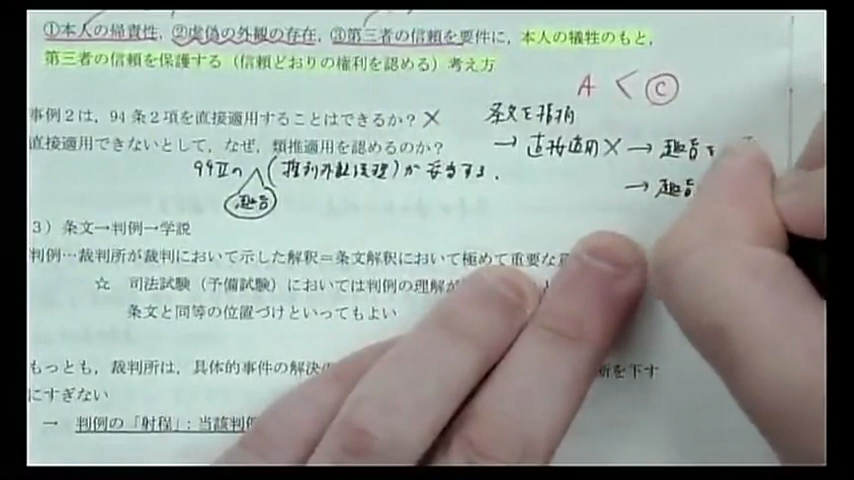 ①本人の帰責性，②虚偽の外観の存在，③第三者の信頼を要件に，本人の犠牲のもと，
第三者の信頼を保護する（信頼どおりの権利を認める）考え方
A < C
事例２は，94条２項を直接適用することはできるか？ ×
条文を指摘
直接適用できないとして，なぜ，類推適用を認めるのか？
→ 直接適用× → 趣旨を
94Ⅱの（権利外観法理）が妥当する．
趣旨
→ 趣旨
３）条文→判例→学説
判例…裁判所が裁判において示した解釈＝条文解釈において極めて重要な
☆ 司法試験（予備試験）においては判例の理解が
条文と同等の位置づけといってもよい
もっとも，裁判所は，具体的事件の解決の
を下す
にすぎない
→ 判例の「射程」：当該判例